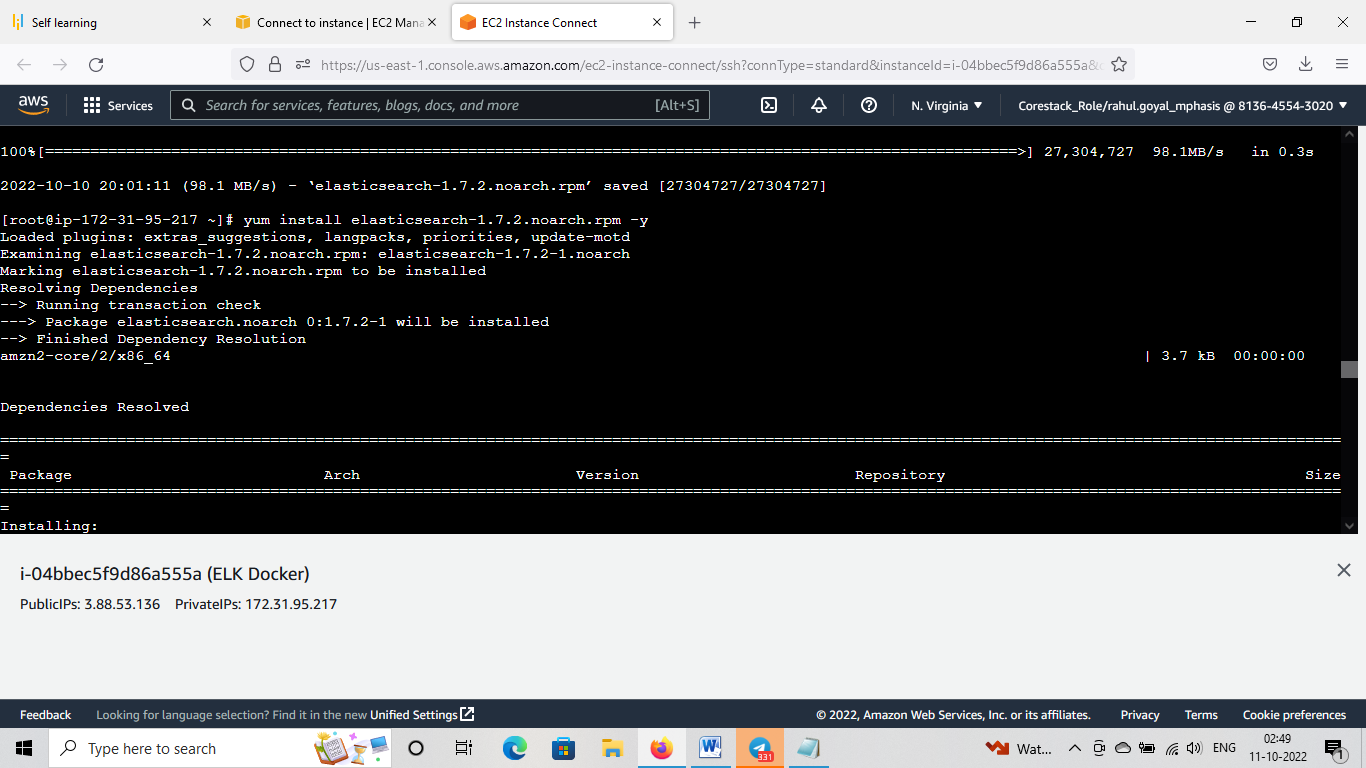 Self learning
Connect to instance | EC2 Mana
EC2 Instance Connect
https://us-east-1.console.aws.amazon.com/ec2-instance-connect/ssh?connType=standard&instanceId=i-04bbec5f9d86a555a&
aws
Services
Search for services, features, blogs, docs, and more
[Alt+S]
N. Virginia
Corestack_Role/rahul.goyal_mphasis @ 8136-4554-3020
100%[============================================================================================================>] 27,304,727  98.1MB/s   in 0.3s
2022-10-10 20:01:11 (98.1 MB/s) - ‘elasticsearch-1.7.2.noarch.rpm’ saved [27304727/27304727]
[root@ip-172-31-95-217 ~]# yum install elasticsearch-1.7.2.noarch.rpm -y
Loaded plugins: extras_suggestions, langpacks, priorities, update-motd
Examining elasticsearch-1.7.2.noarch.rpm: elasticsearch-1.7.2-1.noarch
Marking elasticsearch-1.7.2.noarch.rpm to be installed
Resolving Dependencies
--> Running transaction check
---> Package elasticsearch.noarch 0:1.7.2-1 will be installed
--> Finished Dependency Resolution
amzn2-core/2/x86_64 | 3.7 kB  00:00:00
Dependencies Resolved
=====================================================================================================================================================
=
Package Arch Version Repository Size
=====================================================================================================================================================
=
Installing:
i-04bbec5f9d86a555a (ELK Docker)
PublicIPs: 3.88.53.136 PrivateIPs: 172.31.95.217
Feedback
Looking for language selection? Find it in the new Unified Settings
© 2022, Amazon Web Services, Inc. or its affiliates.
Privacy
Terms
Cookie preferences
Type here to search
331
Wat...
ENG
02:49
11-10-2022
1